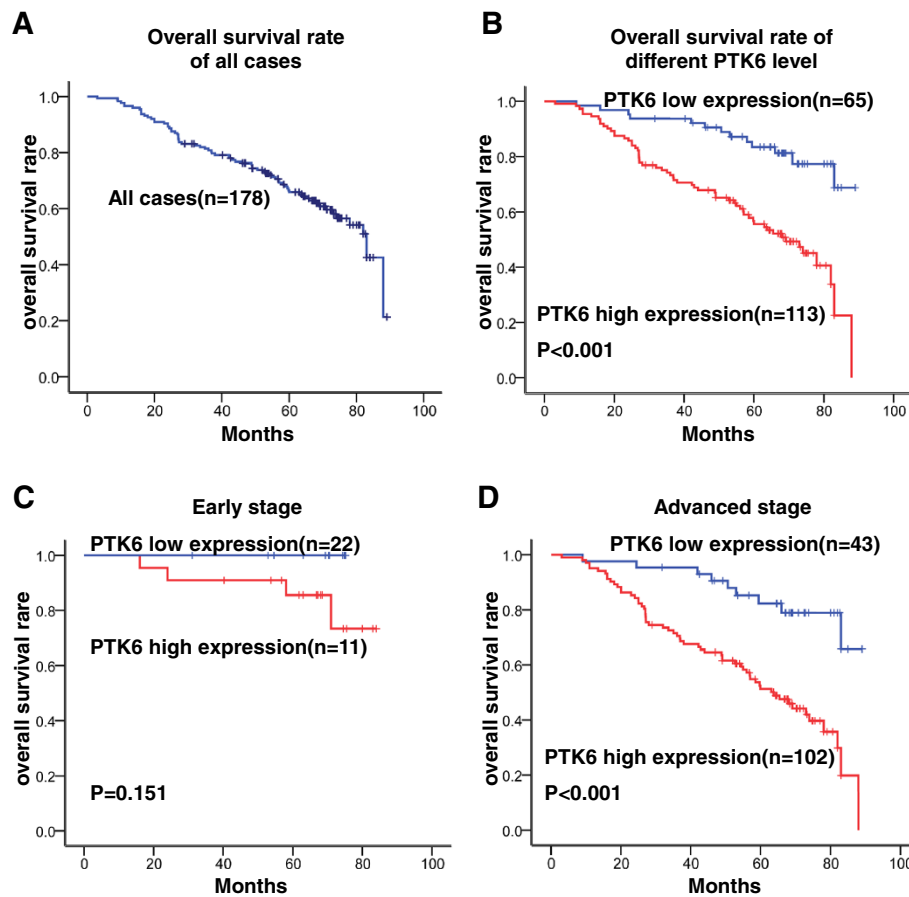 A
Overall survival rate
of all cases
overall survival rare
1.0
0.8
0.6
0.4
0.2
0.0
All cases(n=178)
0 20 40 60 80 100
Months
B
Overall survival rate of
different PTK6 level
overall survival rare
1.0
0.8
0.6
0.4
0.2
0.0
PTK6 low expression(n=65)
PTK6 high expression(n=113)
P<0.001
0 20 40 60 80 100
Months
C
Early stage
overall survival rare
1.0
0.8
0.6
0.4
0.2
0.0
PTK6 low expression(n=22)
PTK6 high expression(n=11)
P=0.151
0 20 40 60 80 100
Months
D
Advanced stage
overall survival rare
1.0
0.8
0.6
0.4
0.2
0.0
PTK6 low expression(n=43)
PTK6 high expression(n=102)
P<0.001
0 20 40 60 80 100
Months